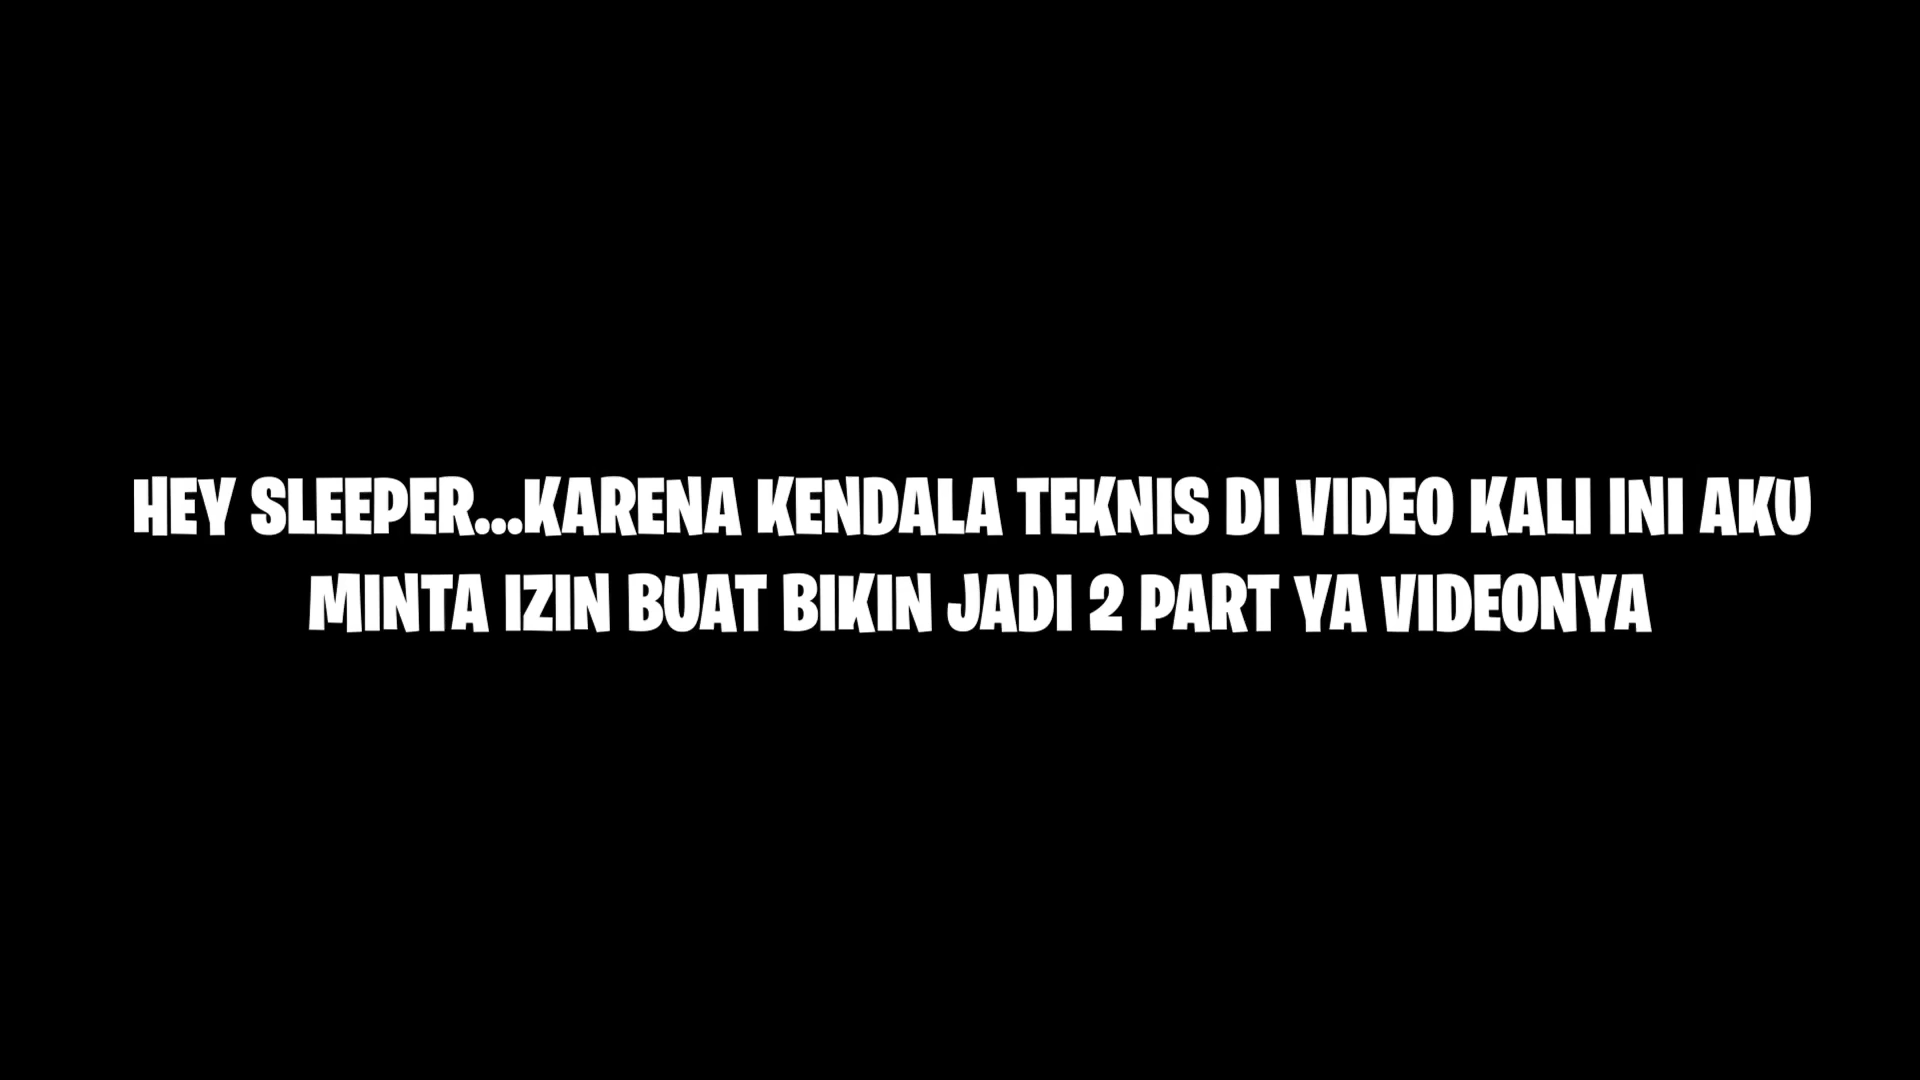 HEY SLEEPER...KARENA KENDALA TEKNIS DI VIDEO KALI INI AKU
MINTA IZIN BUAT BIKIN JADI 2 PART YA VIDEONYA